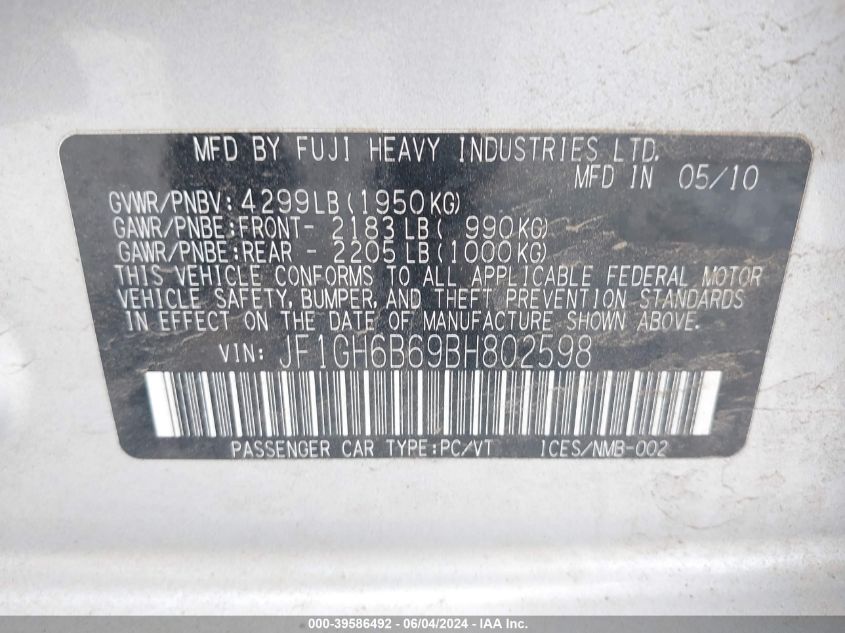 MFD BY FUJI HEAVY INDUSTRIES LTD.
MFD IN 05/10
GVWR/PNBV: 4299LB (1950KG)
GAWR/PNBE:FRONT- 2183LB ( 990KG)
GAWR/PNBE:REAR - 2205LB (1000KG)
THIS VEHICLE CONFORMS TO ALL APPLICABLE FEDERAL MOTOR
VEHICLE SAFETY, BUMPER, AND THEFT PREVENTION STANDARDS
IN EFFECT ON THE DATE OF MANUFACTURE SHOWN ABOVE.
VIN: JF1GH6B69BH802598
PASSENGER CAR TYPE:PC/VT ICES/NMB-002
000-39586492 - 06/04/2024 - IAA Inc.